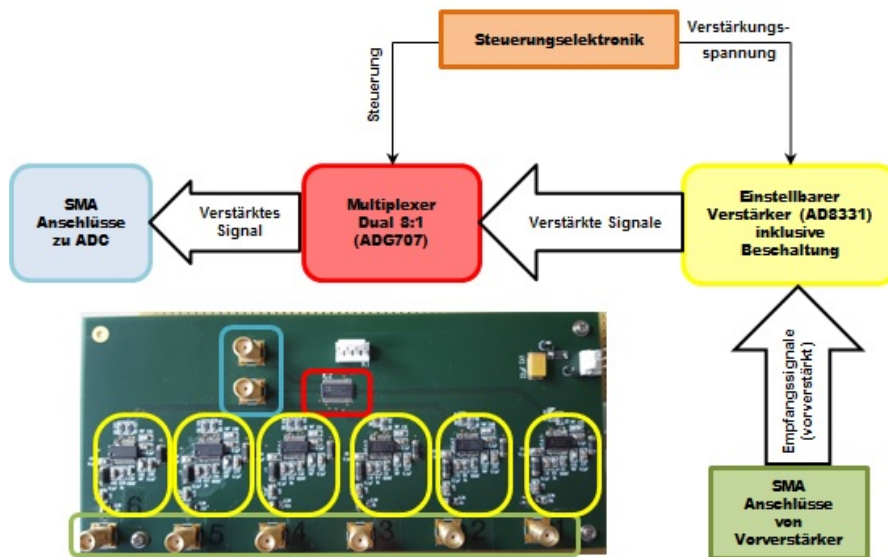 Steuerungselektronik
Verstärkungs-
spannung
Steuerung
SMA
Anschlüsse
zu ADC
Verstärktes
Signal
Multiplexer
Dual 8:1
(ADG707)
Verstärkte Signale
Einstellbarer
Verstärker (AD8331)
inklusive
Beschaltung
Empfangssignale
(vorverstärkt)
SMA
Anschlüsse
von
Vorverstärker
6
5
4
3
2
1